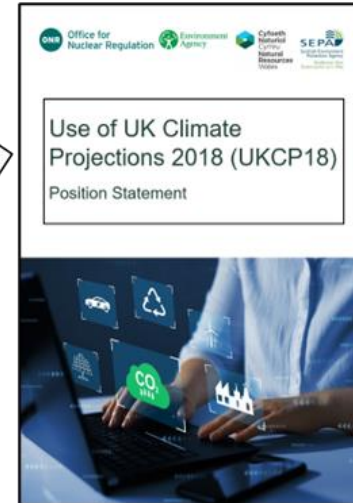 ONR
Office for
Nuclear Regulation
Environment
Agency
Cyfoeth
Naturiol
Cymru
Natural
Resources
Wales
SEPA
Use of UK Climate
Projections 2018 (UKCP18)
Position Statement
CO2